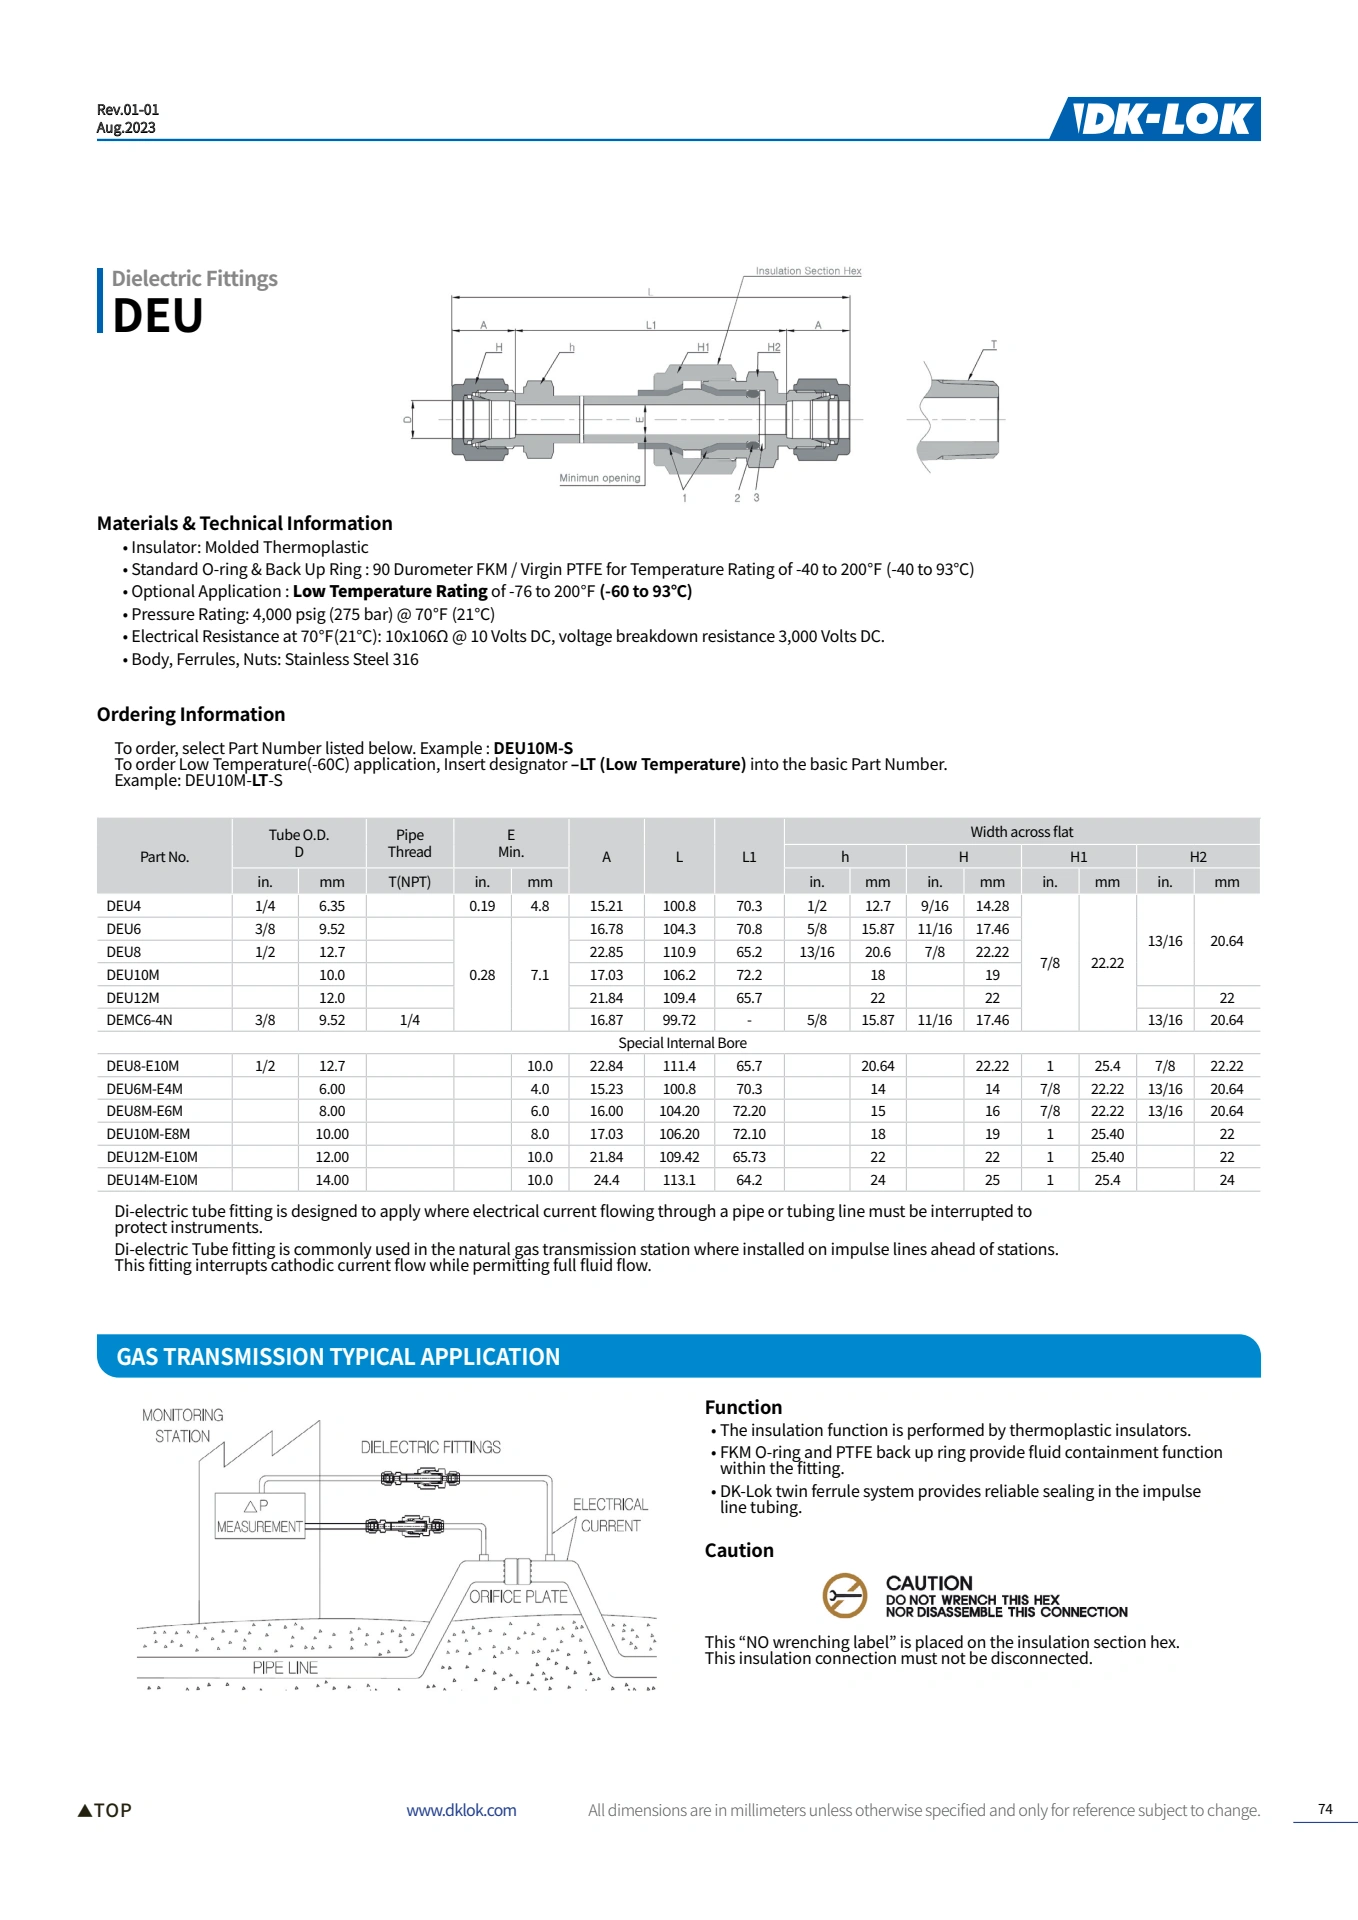 Rev.01-01
Aug.2023
DK-LOK
Dielectric Fittings
DEU
Insulation Section Hex
L
A L1 A
H h H1 H2 T
D E
Minimun opening
1 2 3
Materials & Technical Information
• Insulator: Molded Thermoplastic
• Standard O-ring & Back Up Ring : 90 Durometer FKM / Virgin PTFE for Temperature Rating of -40 to 200°F (-40 to 93°C)
• Optional Application : Low Temperature Rating of -76 to 200°F (-60 to 93°C)
• Pressure Rating: 4,000 psig (275 bar) @ 70°F (21°C)
• Electrical Resistance at 70°F(21°C): 10x106Ω @ 10 Volts DC, voltage breakdown resistance 3,000 Volts DC.
• Body, Ferrules, Nuts: Stainless Steel 316
Ordering Information
To order, select Part Number listed below. Example : DEU10M-S
To order Low Temperature(-60C) application, Insert designator –LT (Low Temperature) into the basic Part Number.
Example: DEU10M-LT-S
Part No. Tube O.D. D Pipe Thread E Min. A L L1 Width across flat
h H H1 H2
in. mm T(NPT) in. mm in. mm in. mm in. mm in. mm
DEU4 1/4 6.35 0.19 4.8 15.21 100.8 70.3 1/2 12.7 9/16 14.28
DEU6 3/8 9.52 16.78 104.3 70.8 5/8 15.87 11/16 17.46
13/16 20.64
DEU8 1/2 12.7 22.85 110.9 65.2 13/16 20.6 7/8 22.22
7/8 22.22
DEU10M 10.0 0.28 7.1 17.03 106.2 72.2 18 19
DEU12M 12.0 21.84 109.4 65.7 22 22 22
DEMC6-4N 3/8 9.52 1/4 16.87 99.72 - 5/8 15.87 11/16 17.46 13/16 20.64
Special Internal Bore
DEU8-E10M 1/2 12.7 10.0 22.84 111.4 65.7 20.64 22.22 1 25.4 7/8 22.22
DEU6M-E4M 6.00 4.0 15.23 100.8 70.3 14 14 7/8 22.22 13/16 20.64
DEU8M-E6M 8.00 6.0 16.00 104.20 72.20 15 16 7/8 22.22 13/16 20.64
DEU10M-E8M 10.00 8.0 17.03 106.20 72.10 18 19 1 25.40 22
DEU12M-E10M 12.00 10.0 21.84 109.42 65.73 22 22 1 25.40 22
DEU14M-E10M 14.00 10.0 24.4 113.1 64.2 24 25 1 25.4 24
Di-electric tube fitting is designed to apply where electrical current flowing through a pipe or tubing line must be interrupted to
protect instruments.
Di-electric Tube fitting is commonly used in the natural gas transmission station where installed on impulse lines ahead of stations.
This fitting interrupts cathodic current flow while permitting full fluid flow.
GAS TRANSMISSION TYPICAL APPLICATION
MONITORING
STATION
DIELECTRIC FITTINGS
△P
MEASUREMENT
ELECTRICAL
CURRENT
ORIFICE PLATE
PIPE LINE
Function
• The insulation function is performed by thermoplastic insulators.
• FKM O-ring and PTFE back up ring provide fluid containment function
within the fitting.
• DK-Lok twin ferrule system provides reliable sealing in the impulse
line tubing.
Caution
CAUTION
DO NOT WRENCH THIS HEX
NOR DISASSEMBLE THIS CONNECTION
This “NO wrenching label” is placed on the insulation section hex.
This insulation connection must not be disconnected.
▲TOP
www.dklok.com
All dimensions are in millimeters unless otherwise specified and only for reference subject to change.
74